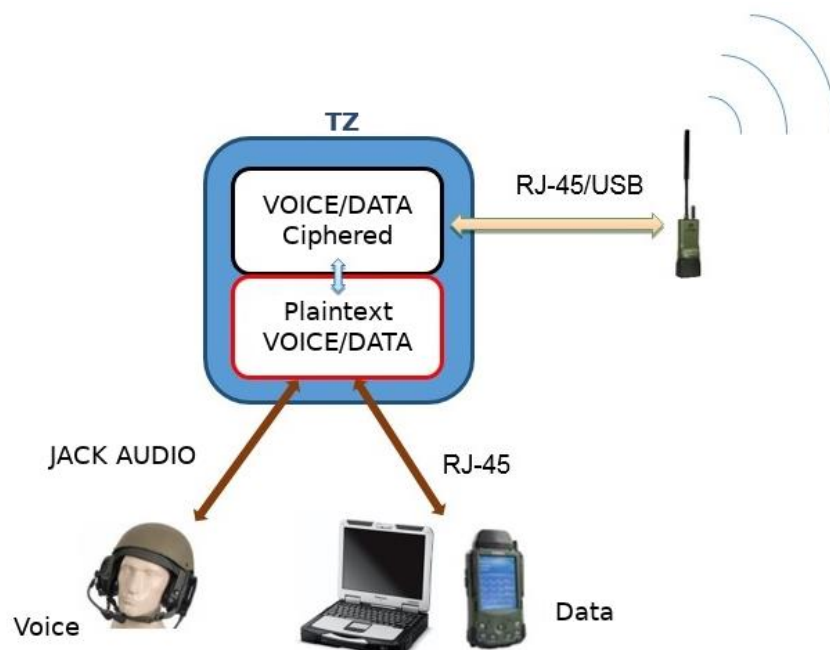 TZ
VOICE/DATA
Ciphered
RJ-45/USB
Plaintext
VOICE/DATA
JACK AUDIO
RJ-45
Voice
Data